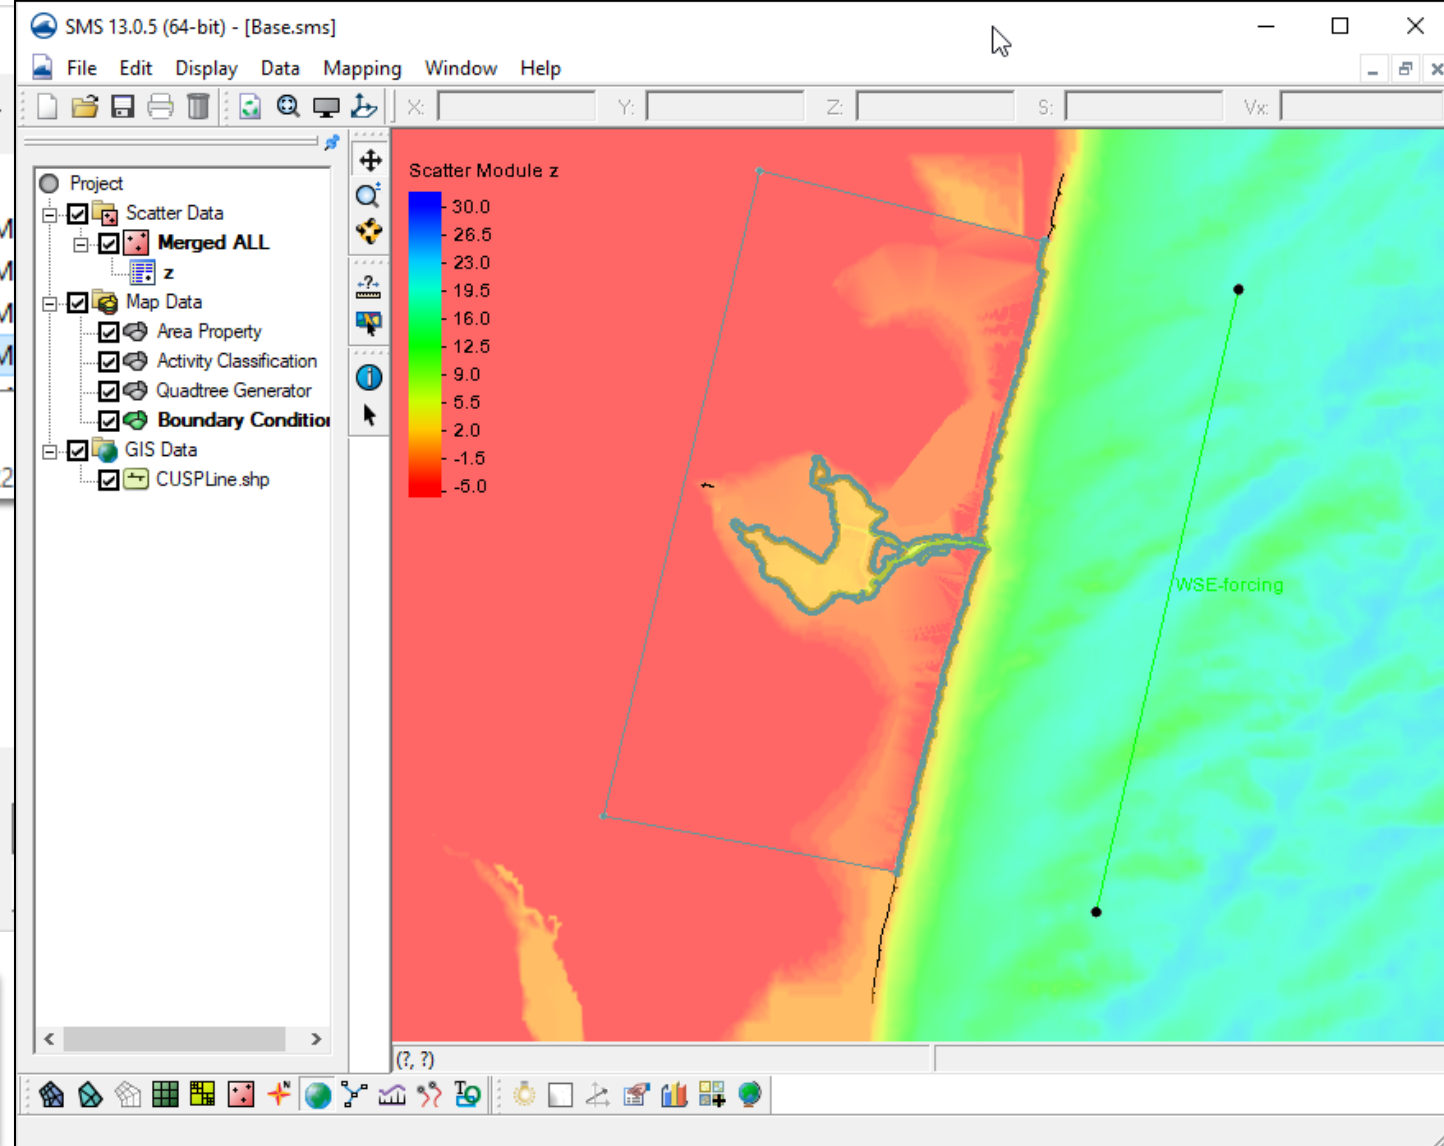 SMS 13.0.5 (64-bit) - [Base.sms]
File Edit Display Data Mapping Window Help
X: Y: Z: S: Vx:
Project
Scatter Data
Merged ALL
z
Map Data
Area Property
Activity Classification
Quadtree Generator
Boundary Condition
GIS Data
CUSPLine.shp
Scatter Module z
30.0
26.5
23.0
19.5
16.0
12.5
9.0
5.5
2.0
-1.5
-5.0
WSE-forcing
(?, ?)